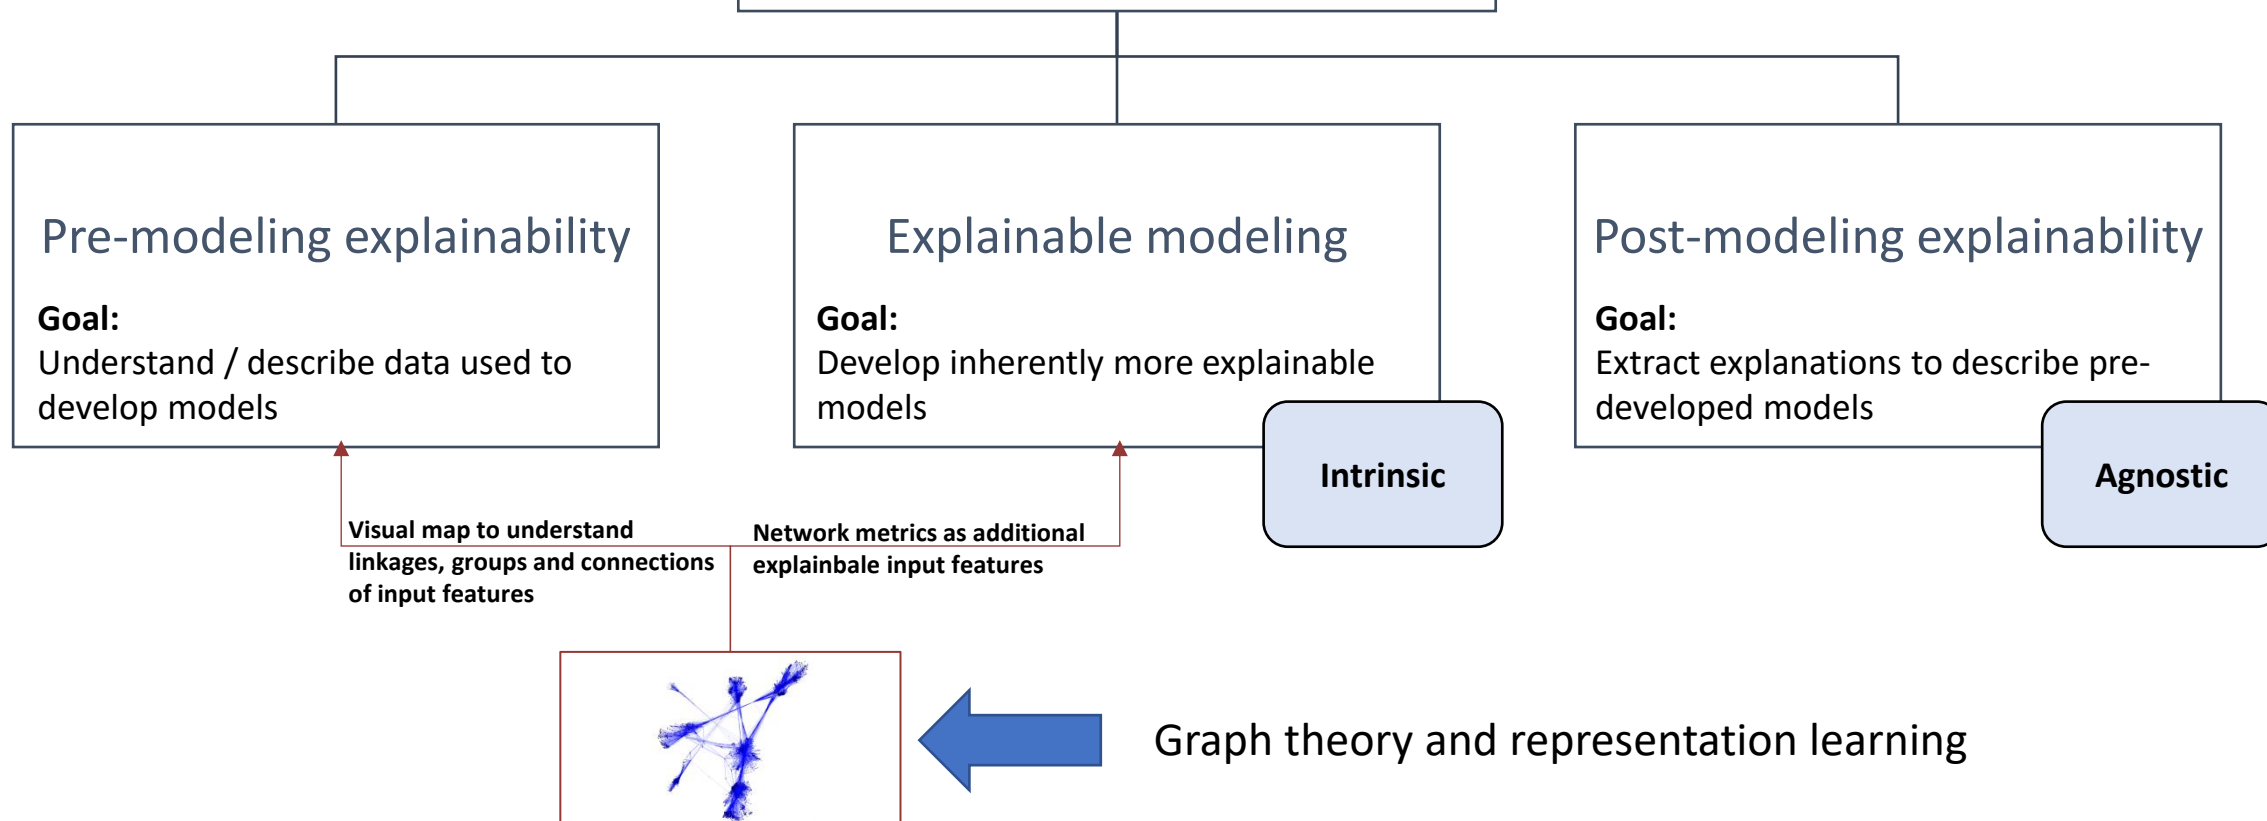 Pre-modeling explainability
Goal:
Understand / describe data used to
develop models
Explainable modeling
Goal:
Develop inherently more explainable
models
Intrinsic
Post-modeling explainability
Goal:
Extract explanations to describe pre-
developed models
Agnostic
Visual map to understand
linkages, groups and connections
of input features
Network metrics as additional
explainbale input features
Graph theory and representation learning